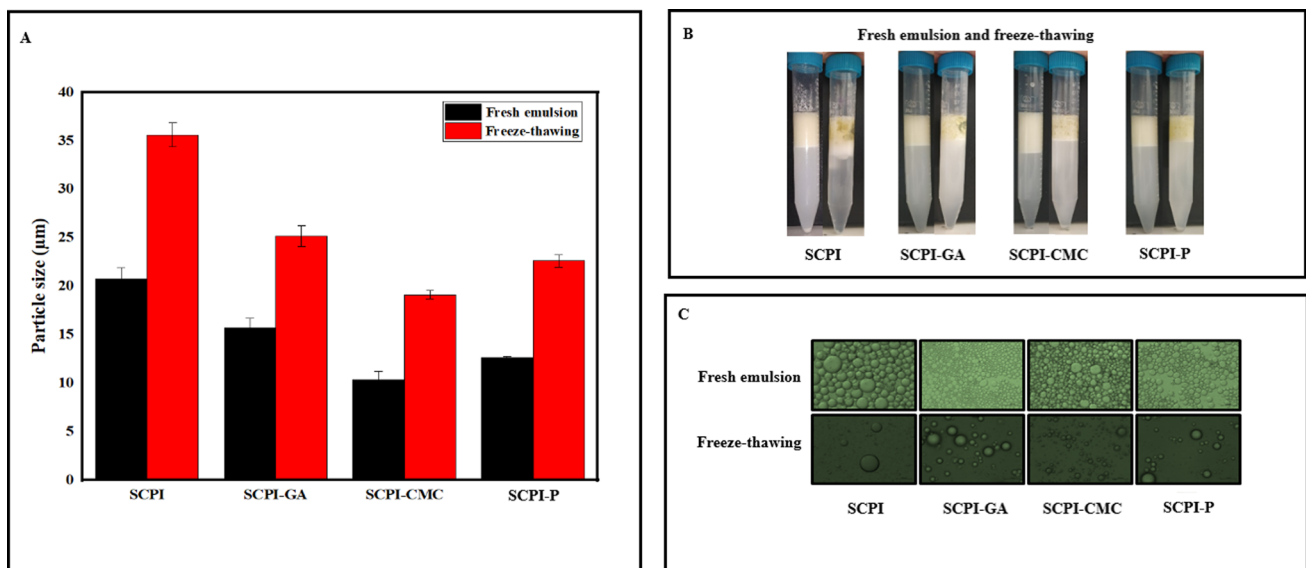 A
Particle size (µm)
40
35
30
25
20
15
10
5
0
Fresh emulsion
Freeze-thawing
SCPI
SCPI-GA
SCPI-CMC
SCPI-P
B
Fresh emulsion and freeze-thawing
SCPI
SCPI-GA
SCPI-CMC
SCPI-P
C
Fresh emulsion
Freeze-thawing
SCPI
SCPI-GA
SCPI-CMC
SCPI-P